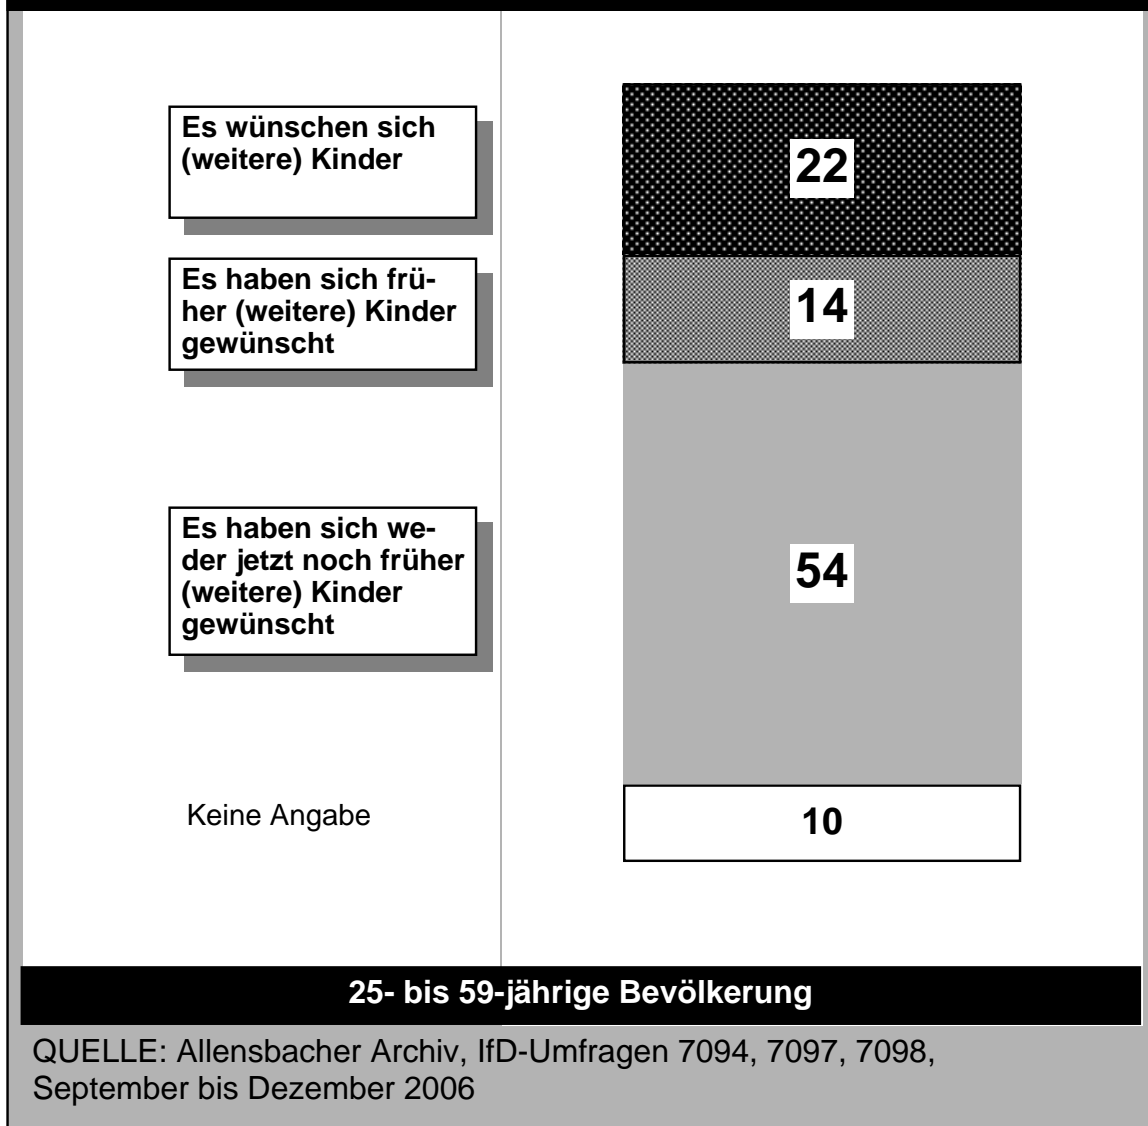 Es wünschen sich
(weitere) Kinder
22
Es haben sich frü-
her (weitere) Kinder
gewünscht
14
Es haben sich we-
der jetzt noch früher
(weitere) Kinder
gewünscht
54
Keine Angabe
10
25- bis 59-jährige Bevölkerung
QUELLE: Allensbacher Archiv, IfD-Umfragen 7094, 7097, 7098,
September bis Dezember 2006